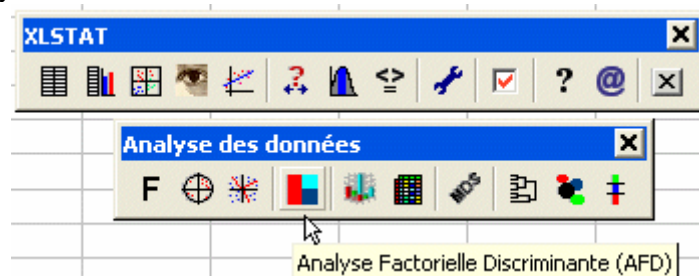 XLSTAT
? @
Analyse des données
F MDS
Analyse Factorielle Discriminante (AFD)